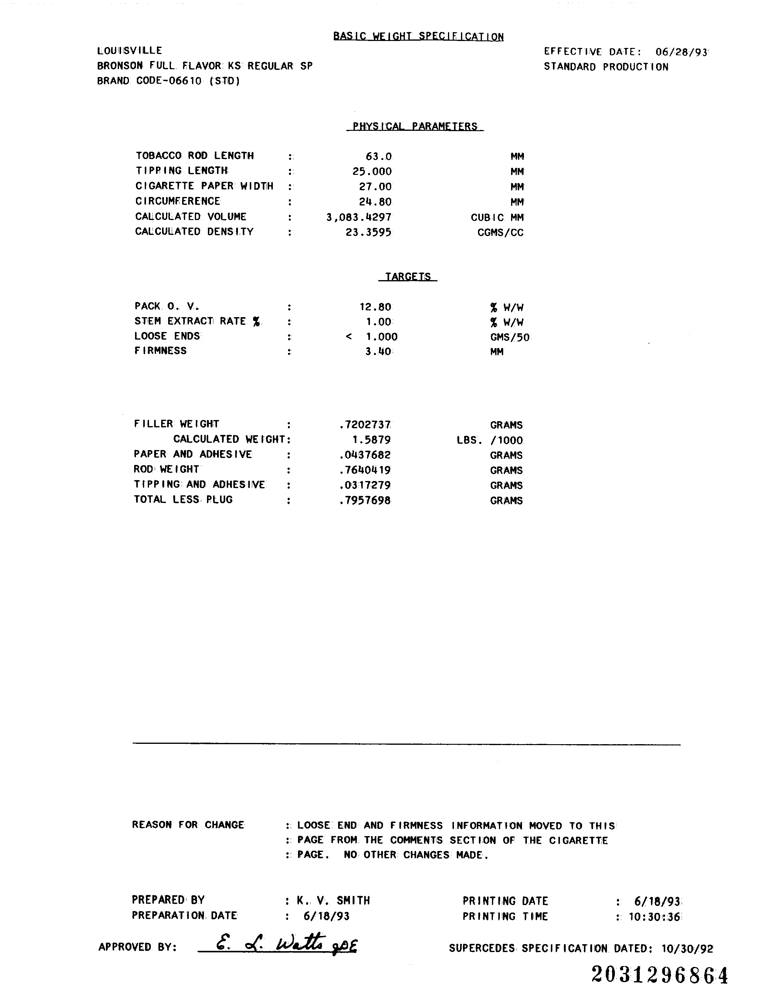 BASIC WEIGHT SPECIFICATION
LOUISVILLE EFFECTIVE DATE: 06/28/93
BRONSON FULL FLAVOR KS REGULAR SP STANDARD PRODUCTION
BRAND CODE-06610 (STD)
PHYSICAL PARAMETERS
TOBACCO ROD LENGTH : 63.0 MM
TIPPING LENGTH : 25.000 MM
CIGARETTE PAPER WIDTH : 27.00 MM
CIRCUMFERENCE : 24.80 MM
CALCULATED VOLUME : 3,083.4297 CUBIC MM
CALCULATED DENSITY : 23.3595 CGMS/CC
TARGETS
PACK O. V. : 12.80 % W/W
STEM EXTRACT RATE % : 1.00 % W/W
LOOSE ENDS : < 1.000 GMS/50
FIRMNESS : 3.40 MM
FILLER WEIGHT : .7202737 GRAMS
CALCULATED WEIGHT: 1.5879 LBS. /1000
PAPER AND ADHESIVE : .0437682 GRAMS
ROD WEIGHT : .7640419 GRAMS
TIPPING AND ADHESIVE : .0317279 GRAMS
TOTAL LESS PLUG : .7957698 GRAMS
REASON FOR CHANGE : LOOSE END AND FIRMNESS INFORMATION MOVED TO THIS
: PAGE FROM THE COMMENTS SECTION OF THE CIGARETTE
: PAGE. NO OTHER CHANGES MADE.
PREPARED BY : K. V. SMITH PRINTING DATE : 6/18/93
PREPARATION DATE : 6/18/93 PRINTING TIME : 10:30:36
APPROVED BY: E. L. Watts SUPERCEDES SPECIFICATION DATED: 10/30/92
2031296864